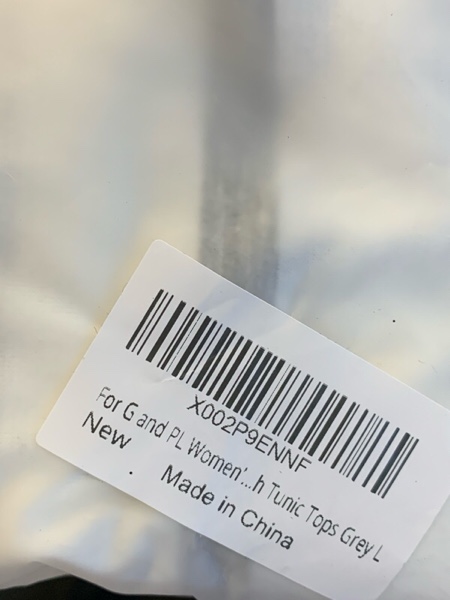 X002P9ENNF
For G and PL Women'...h Tunic Tops Grey L
New
Made in China